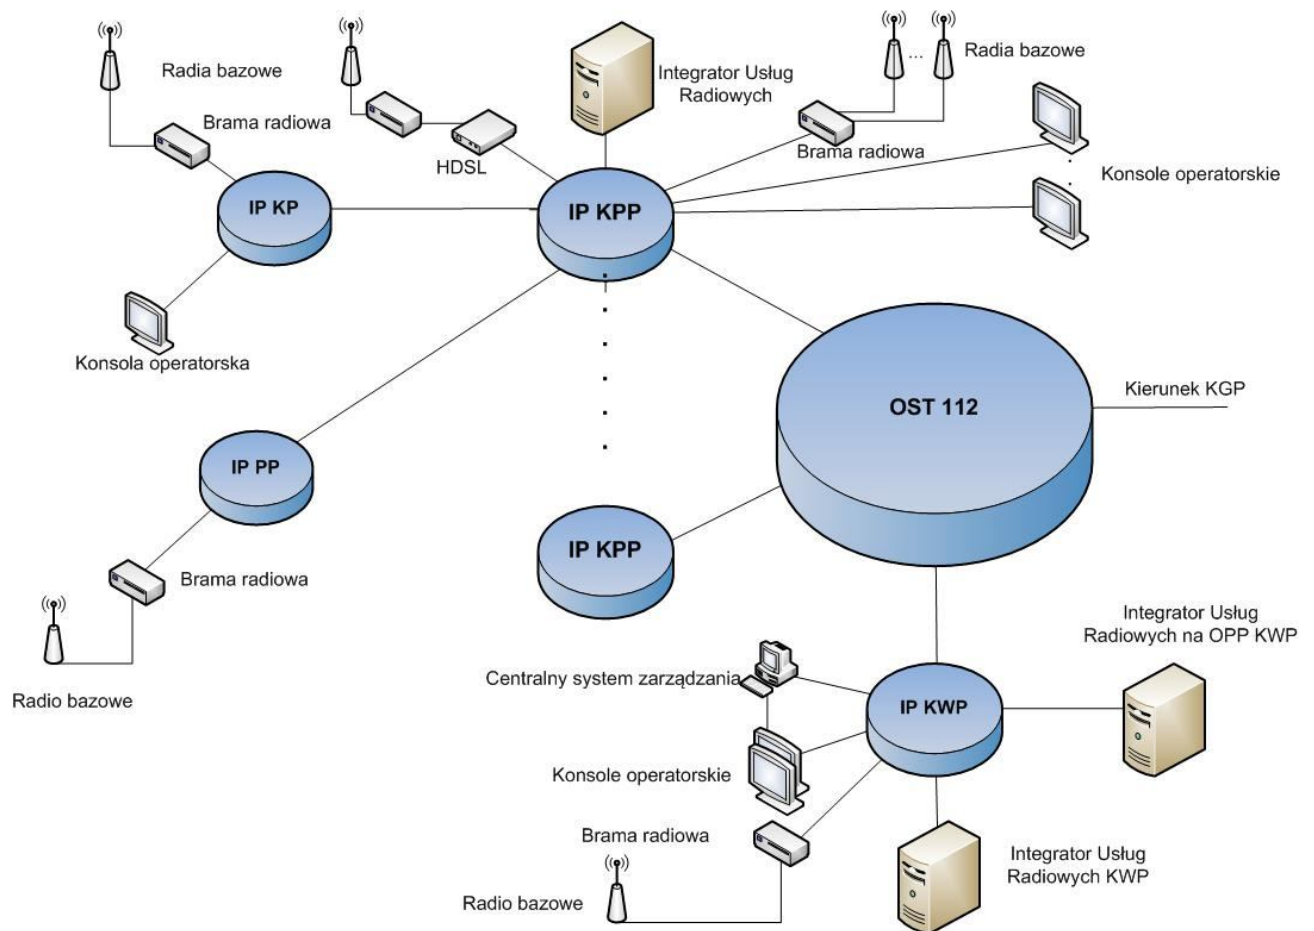 Radia bazowe
Brama radiowa
HDSL
Integrator Usług
Radiowych
Radia bazowe
Brama radiowa
Konsole operatorskie
IP KP
IP KPP
Konsola operatorska
OST 112
Kierunek KGP
IP PP
IP KPP
Brama radiowa
Radio bazowe
Integrator Usług
Radiowych na OPP KWP
Centralny system zarządzania
IP KWP
Konsole operatorskie
Brama radiowa
Radio bazowe
Integrator Usług
Radiowych KWP